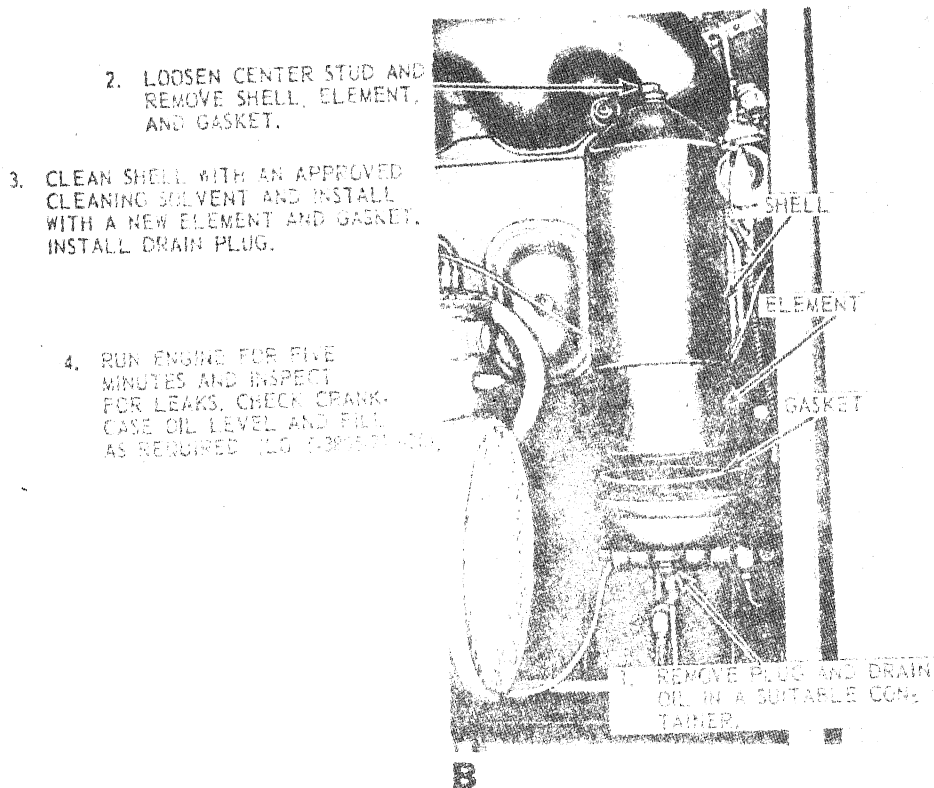 2. LOOSEN CENTER STUD AND
REMOVE SHELL, ELEMENT,
AND GASKET.
3. CLEAN SHELL WITH AN APPROVED
CLEANING SOLVENT AND INSTALL
WITH A NEW ELEMENT AND GASKET.
INSTALL DRAIN PLUG.
4. RUN ENGINE FOR FIVE
MINUTES AND INSPECT
FOR LEAKS. CHECK CRANK-
CASE OIL LEVEL AND FILL
AS REQUIRED
SHELL
ELEMENT
GASKET
1. REMOVE PLUG AND DRAIN
OIL IN A SUITABLE CON-
TAINER.
B